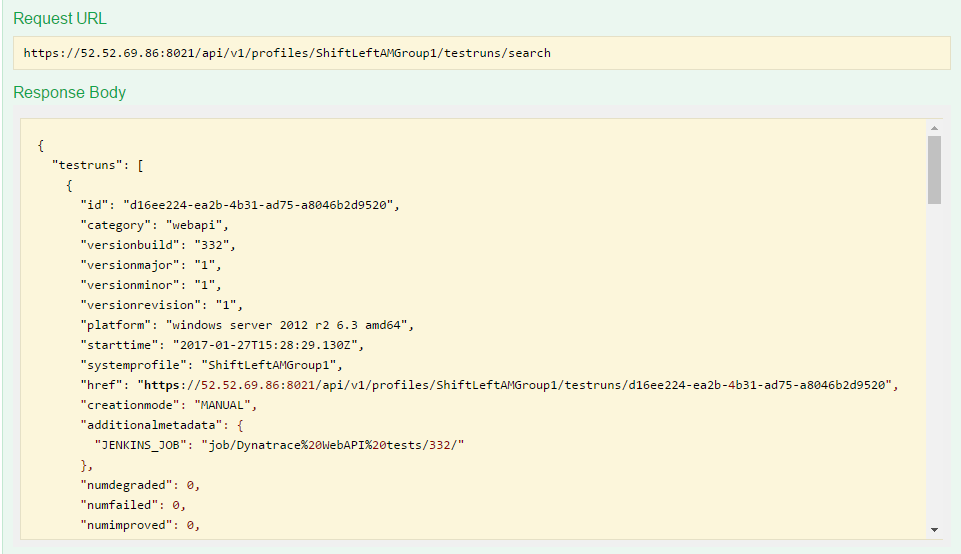 Request URL
https://52.52.69.86:8021/api/v1/profiles/ShiftLeftAMGroup1/testruns/search
Response Body
{
"testruns": [
{
"id": "d16ee224-ea2b-4b31-ad75-a8046b2d9520",
"category": "webapi",
"versionbuild": "332",
"versionmajor": "1",
"versionminor": "1",
"versionrevision": "1",
"platform": "windows server 2012 r2 6.3 amd64",
"starttime": "2017-01-27T15:28:29.130Z",
"systemprofile": "ShiftLeftAMGroup1",
"href": "https://52.52.69.86:8021/api/v1/profiles/ShiftLeftAMGroup1/testruns/d16ee224-ea2b-4b31-ad75-a8046b2d9520",
"creationmode": "MANUAL",
"additionalmetadata": {
"JENKINS_JOB": "job/Dynatrace%20WebAPI%20tests/332/"
},
"numdegraded": 0,
"numfailed": 0,
"numimproved": 0,